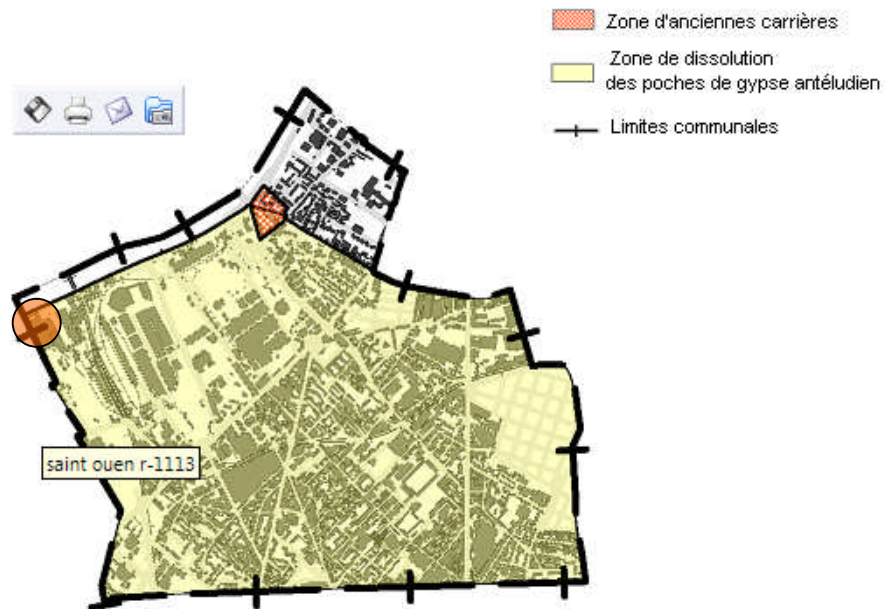 Zone d'anciennes carrières
Zone de dissolution
des poches de gypse antéludien
Limites communales
saint ouen r-1113